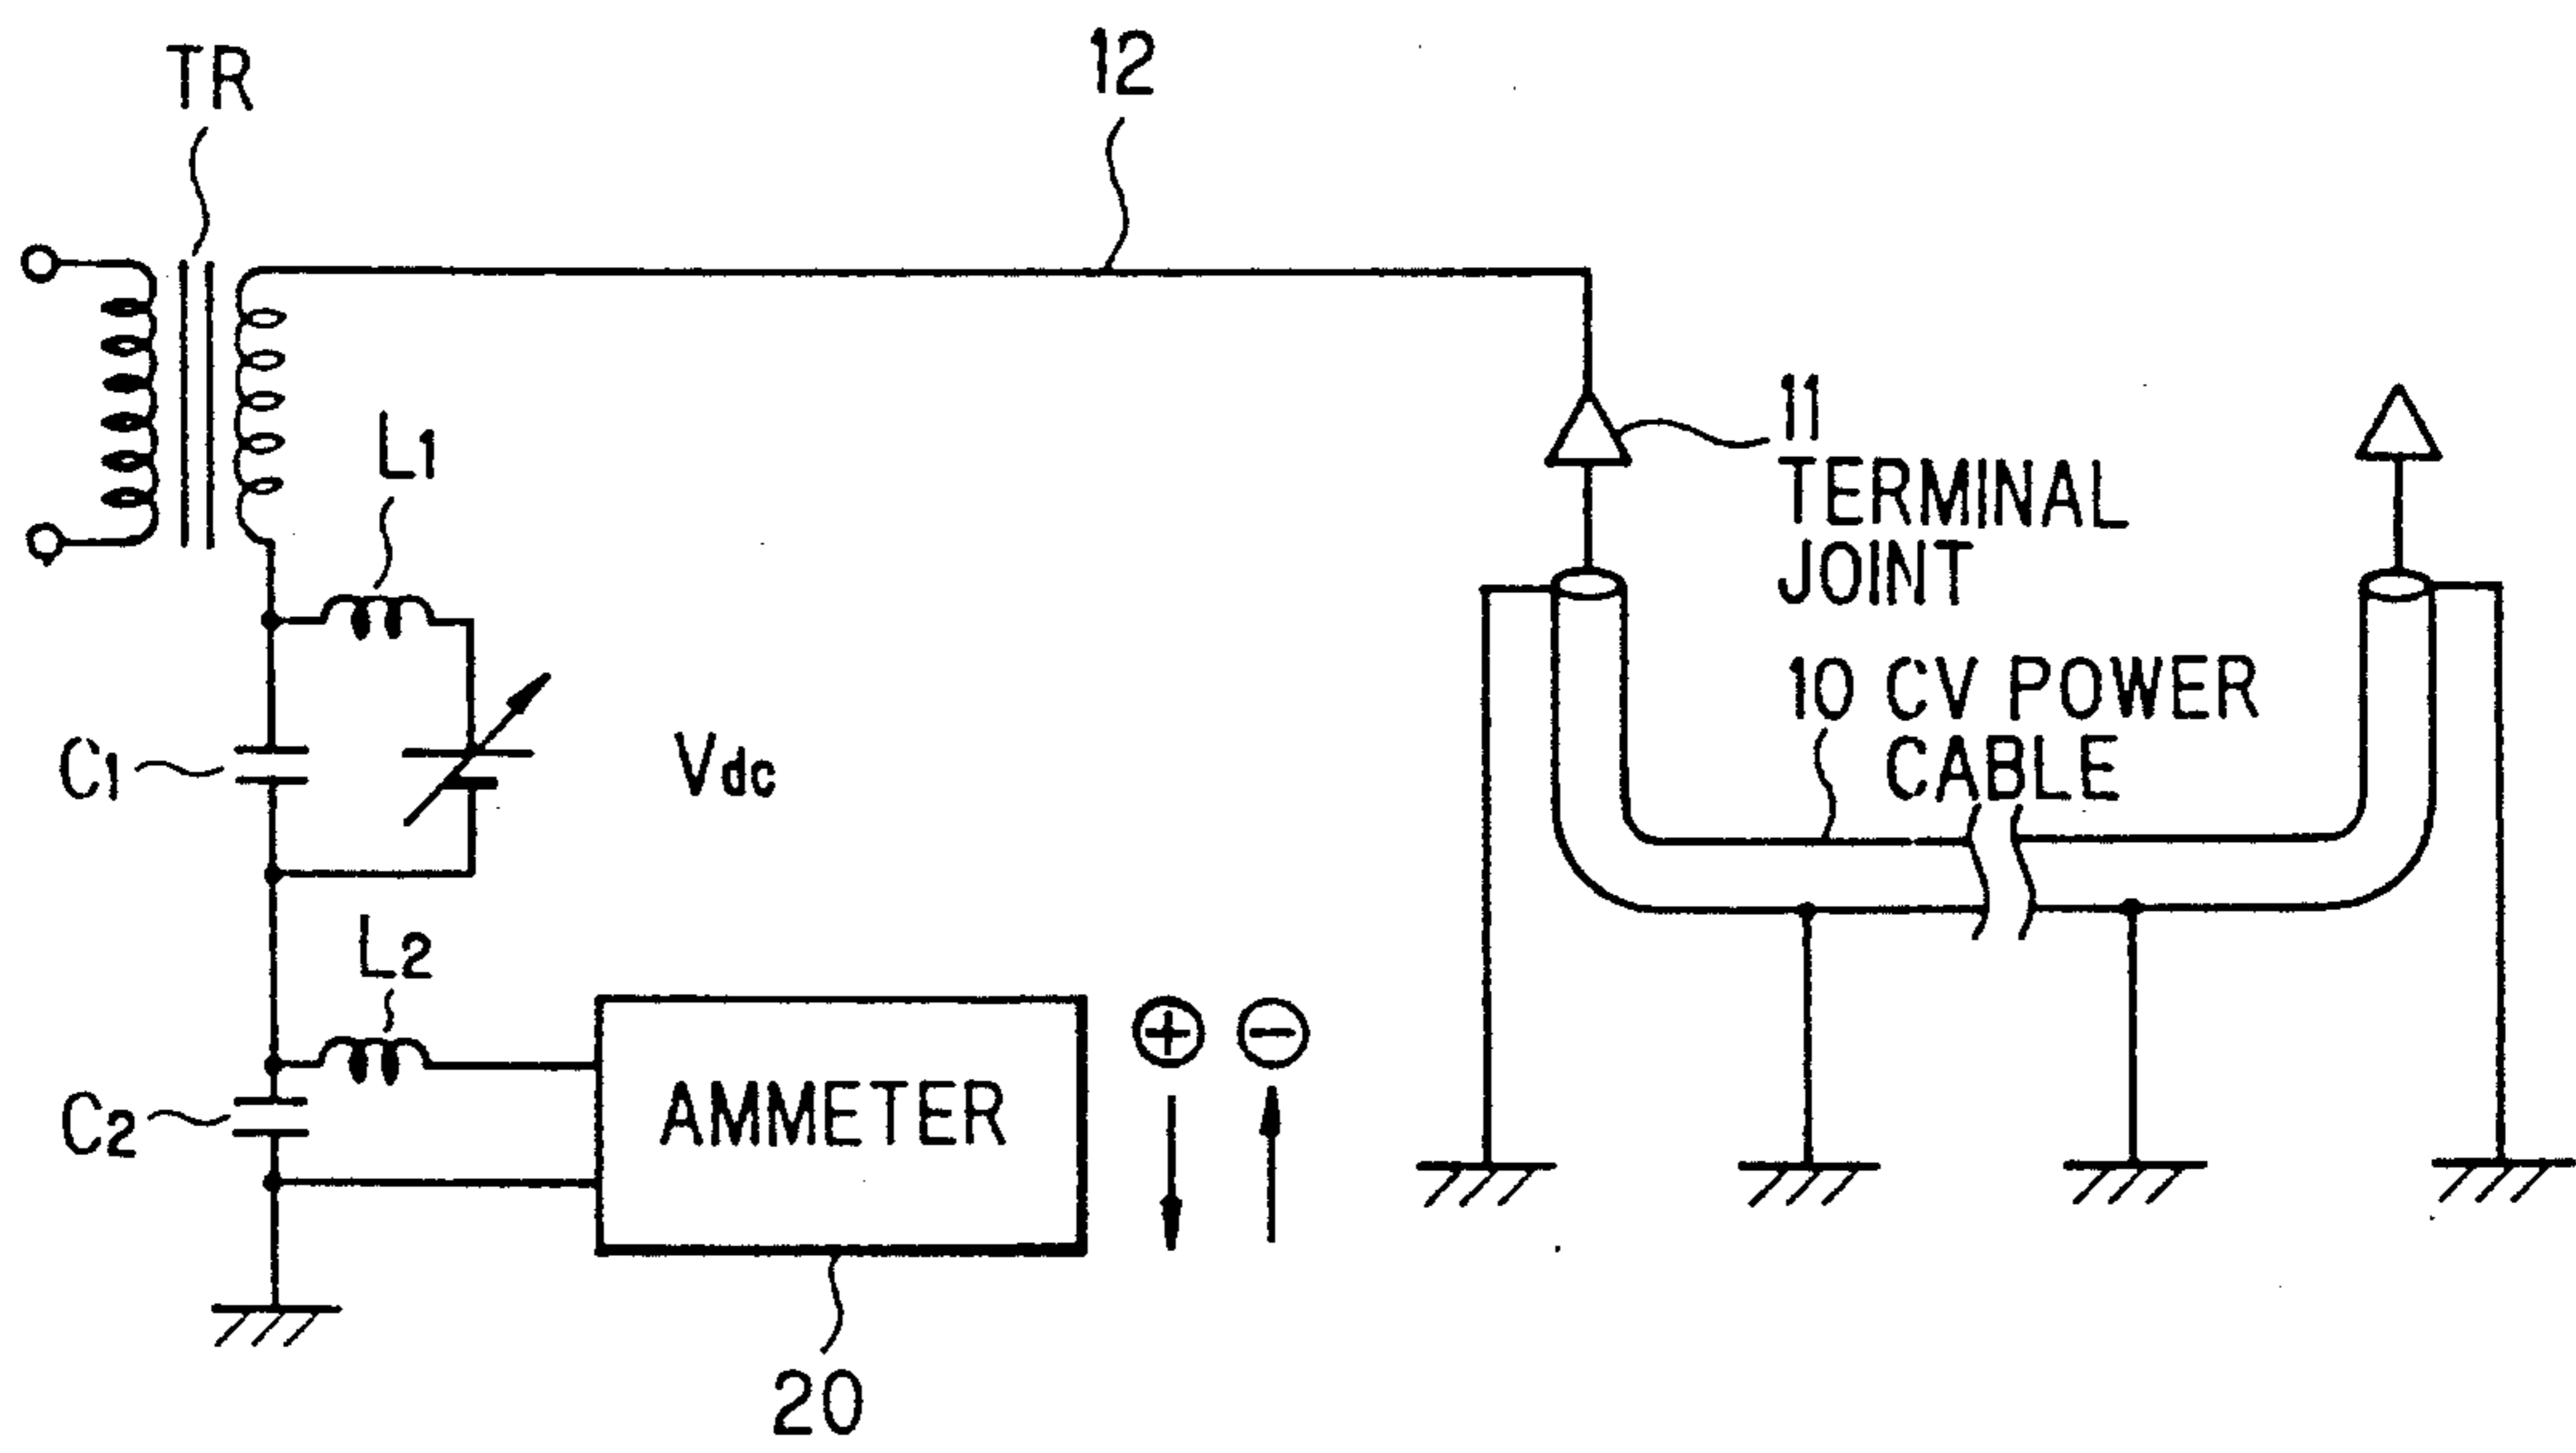 TR
12
L1
11
TERMINAL
JOINT
10 CV POWER
CABLE
C1
Vdc
L2
C2
AMMETER
⊕ ⊖
20